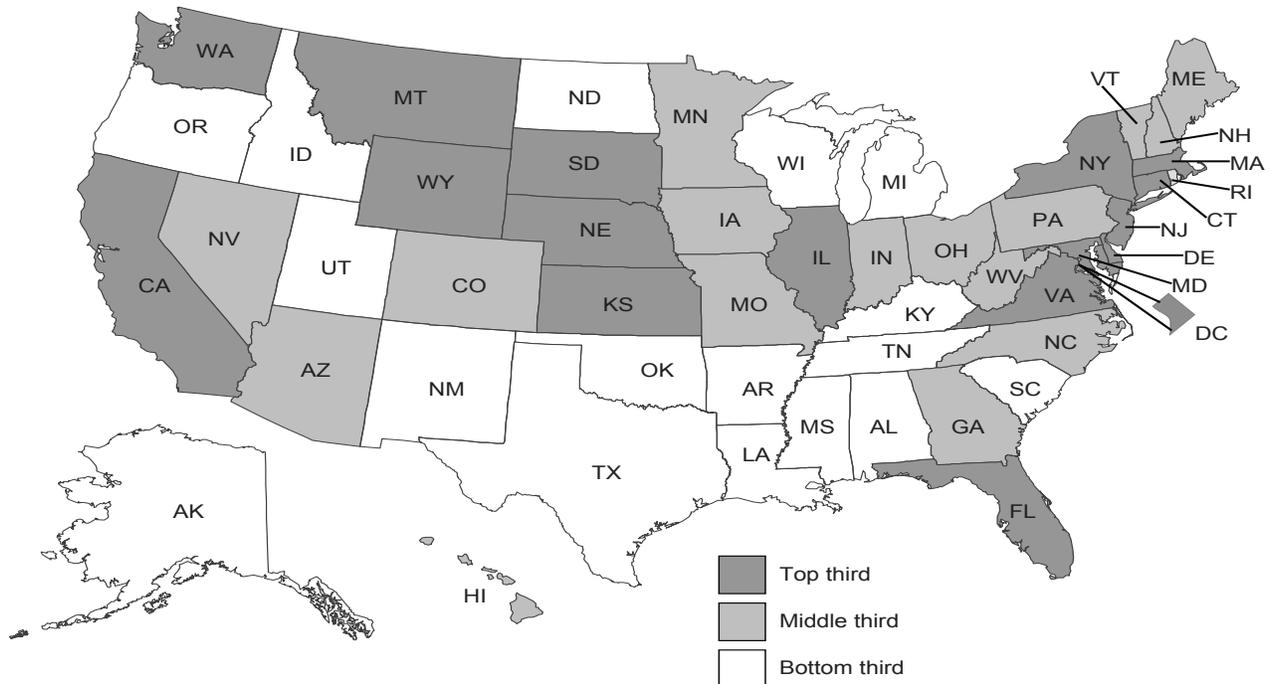 WA
MT
ND
MN
VT
ME
OR
ID
SD
WI
MI
NY
NH
MA
RI
WY
IA
NE
PA
CT
NJ
NV
UT
CO
IL
IN
OH
WV
DE
CA
KS
MO
VA
MD
KY
DC
AZ
NM
OK
AR
TN
NC
SC
MS
AL
GA
LA
TX
AK
FL
HI
Top third
Middle third
Bottom third